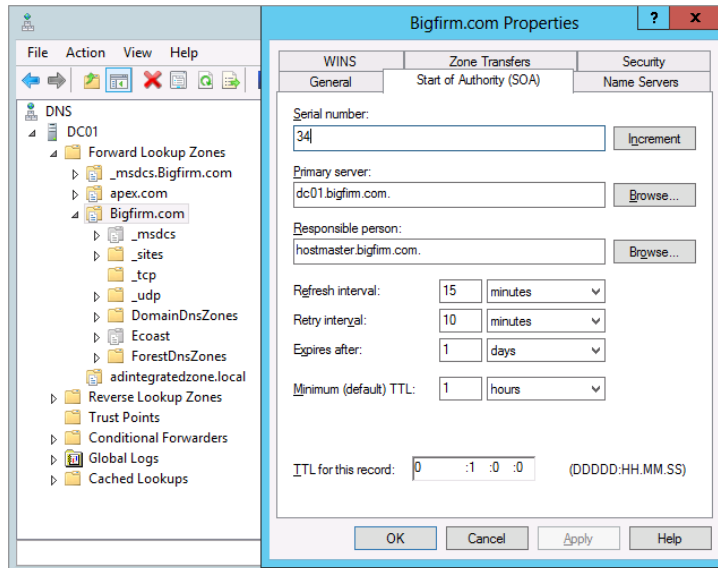 File Action View Help
DNS
DC01
Forward Lookup Zones
_msdcs.Bigfirm.com
apex.com
Bigfirm.com
_msdcs
_sites
_tcp
_udp
DomainDnsZones
Ecoast
ForestDnsZones
adintegratedzone.local
Reverse Lookup Zones
Trust Points
Conditional Forwarders
Global Logs
Cached Lookups
Bigfirm.com Properties ? x
WINS Zone Transfers Security
General Start of Authority (SOA) Name Servers
Serial number:
34 Increment
Primary server:
dc01.bigfirm.com. Browse...
Responsible person:
hostmaster.bigfirm.com. Browse...
Refresh interval: 15 minutes
Retry interval: 10 minutes
Expires after: 1 days
Minimum (default) TTL: 1 hours
TTL for this record: 0 :1 :0 :0 (DDDDD:HH.MM.SS)
OK Cancel Apply Help